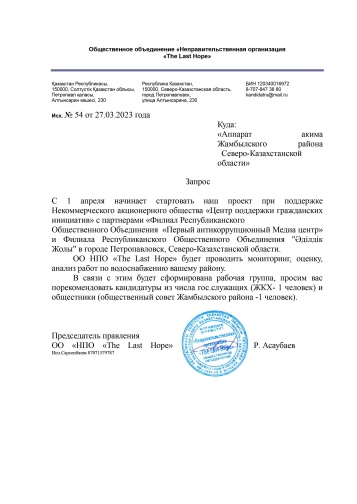 Общественное объединение «Неправительственная организация
«The Last Hope»
Қазақстан Республикасы,
150000, Солтүстік Қазақстан облысы,
Петропавл қаласы,
Алтынсарин көшесі, 230
Республика Казахстан,
150000, Северо-Казахстанская область,
город Петропавловск,
улица Алтынсарина, 230
БИН 120340016972
8-707-847 38 80
kandidatru@mail.ru
Исх. № 54 от 27.03.2023 года
Куда:
«Аппарат акима
Жамбылского района
Северо-Казахстанской
области»
Запрос
С 1 апреля начинает стартовать наш проект при поддержке
Некоммерческого акционерного общества «Центр поддержки гражданских
инициатив» с партнерами «Филиал Республиканского
Общественного Объединения «Первый антикоррупционный Медиа центр»
и Филиала Республиканского Общественного Объединения "Әділдік
Жолы" в городе Петропавловск, Северо-Казахстанской области.
ОО НПО «The Last Hope» будет проводить мониторинг, оценку,
анализ работ по водоснабжению вашему району.
В связи с этим будет сформирована рабочая группа, просим вас
порекомендовать кандидатуры из числа гос.служащих (ЖКХ- 1 человек) и
общестники (общественный совет Жамбылского района -1 человек).
Председатель правления
ОО «НПО «The Last Hope»
Р. Асаубаев